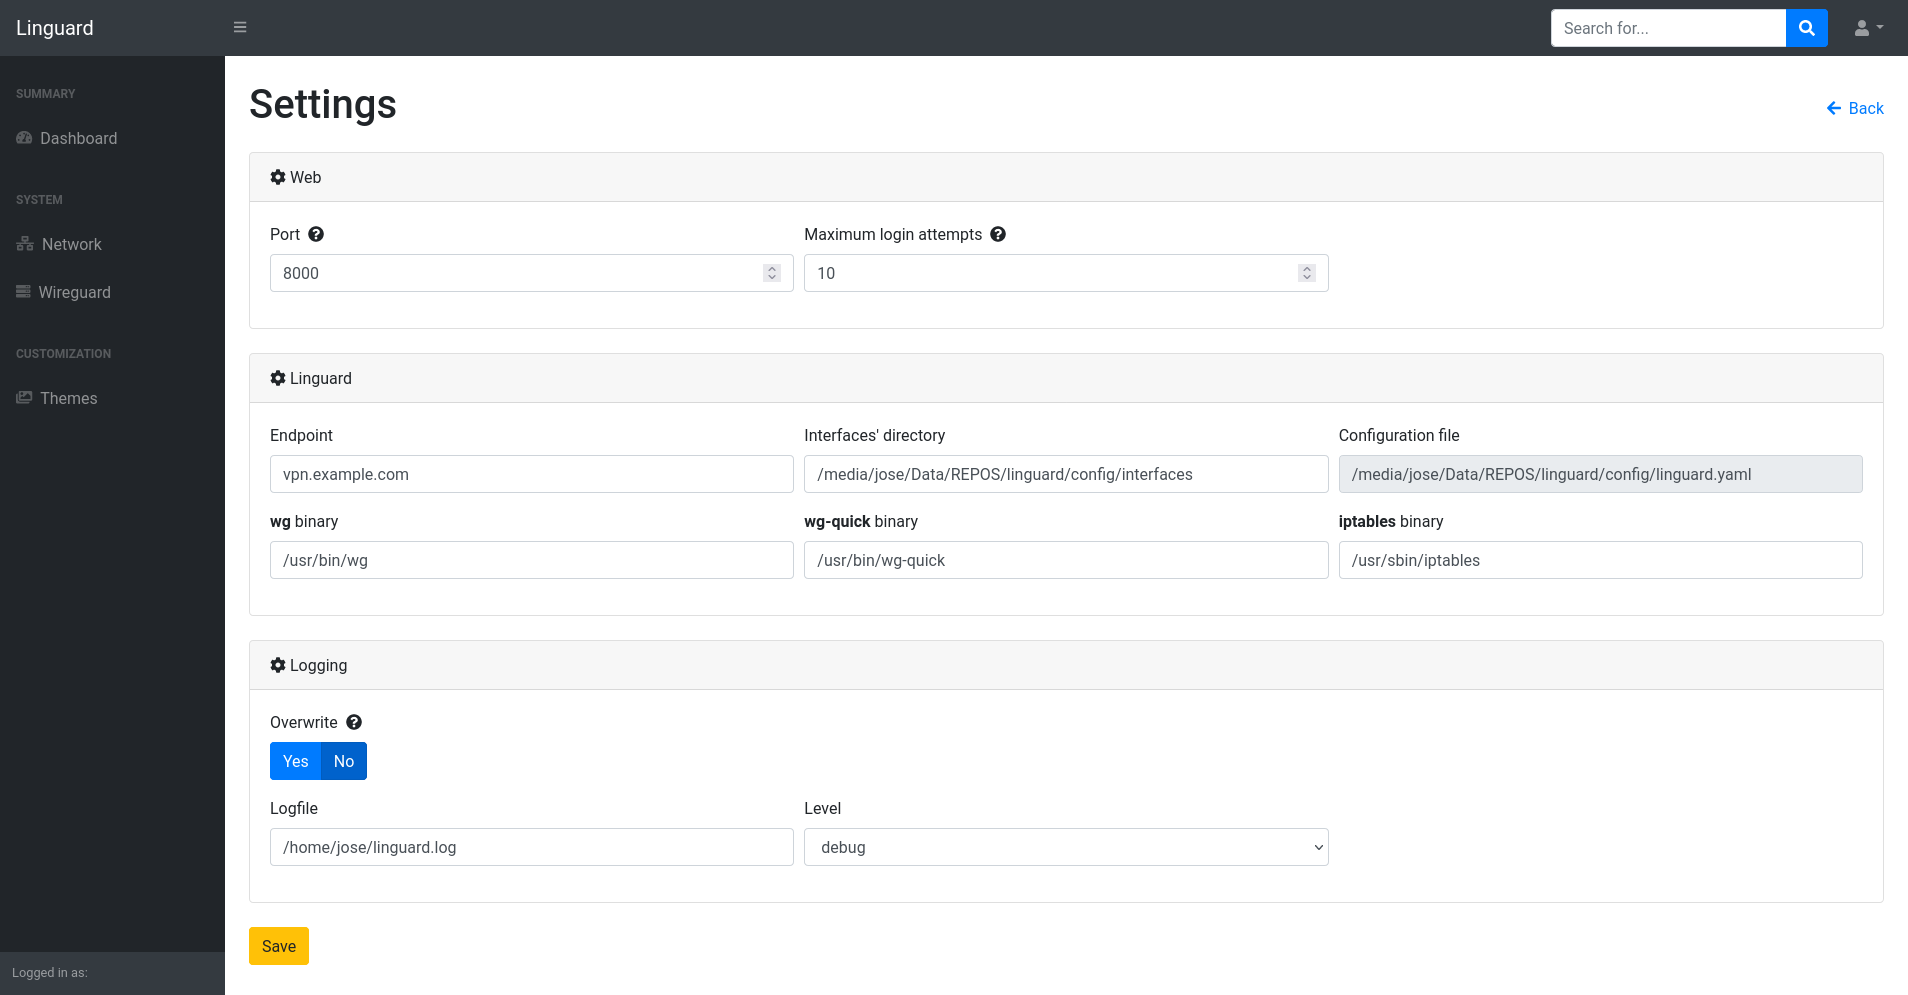 Linguard
Search for...
SUMMARY
Dashboard
SYSTEM
Network
Wireguard
CUSTOMIZATION
Themes
Logged in as:
Settings
Back
Web
Port
Maximum login attempts
8000
10
Linguard
Endpoint
Interfaces' directory
Configuration file
vpn.example.com
/media/jose/Data/REPOS/linguard/config/interfaces
/media/jose/Data/REPOS/linguard/config/linguard.yaml
wg binary
wg-quick binary
iptables binary
/usr/bin/wg
/usr/bin/wg-quick
/usr/sbin/iptables
Logging
Overwrite
Yes No
Logfile
Level
/home/jose/linguard.log
debug
Save